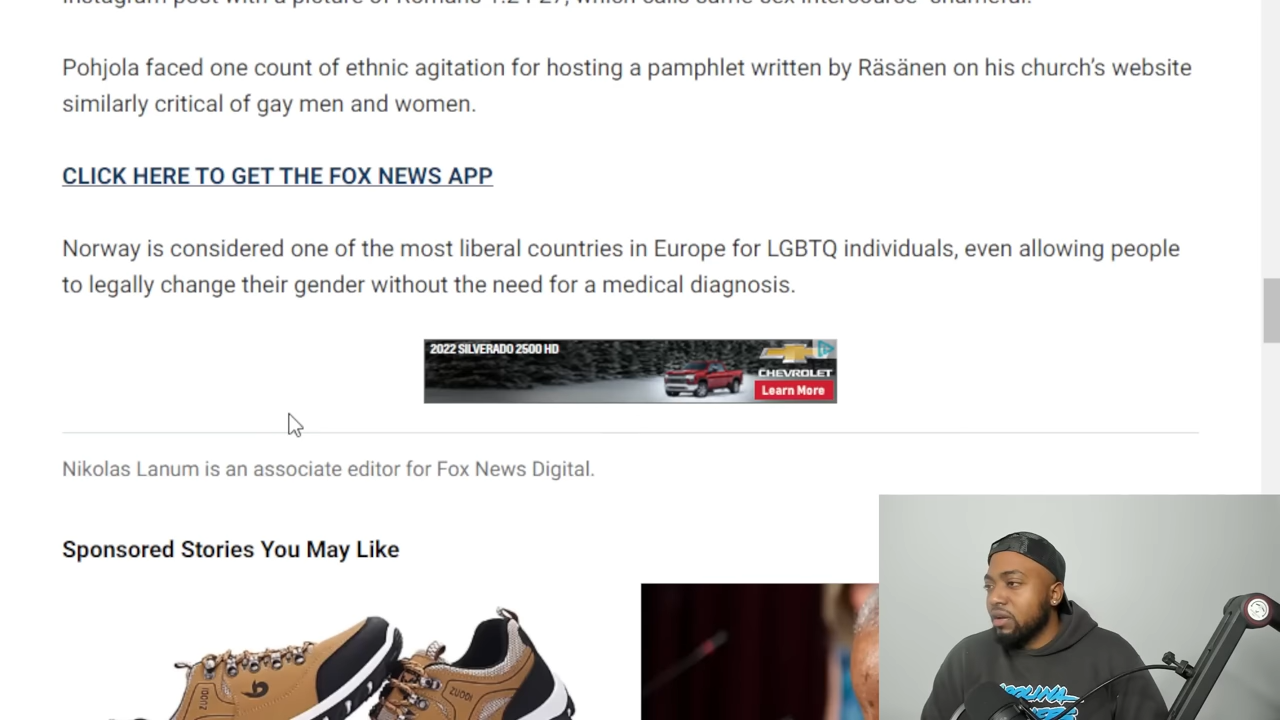 Instagram post with a picture of Romans 1:24-27, which calls same-sex intercourse "shameful."
Pohjola faced one count of ethnic agitation for hosting a pamphlet written by Räsänen on his church's website
similarly critical of gay men and women.
CLICK HERE TO GET THE FOX NEWS APP
Norway is considered one of the most liberal countries in Europe for LGBTQ individuals, even allowing people
to legally change their gender without the need for a medical diagnosis.
2022 SILVERADO 2500 HD
CHEVROLET
Learn More
Nikolas Lanum is an associate editor for Fox News Digital.
Sponsored Stories You May Like
ZUODI
ZUODI